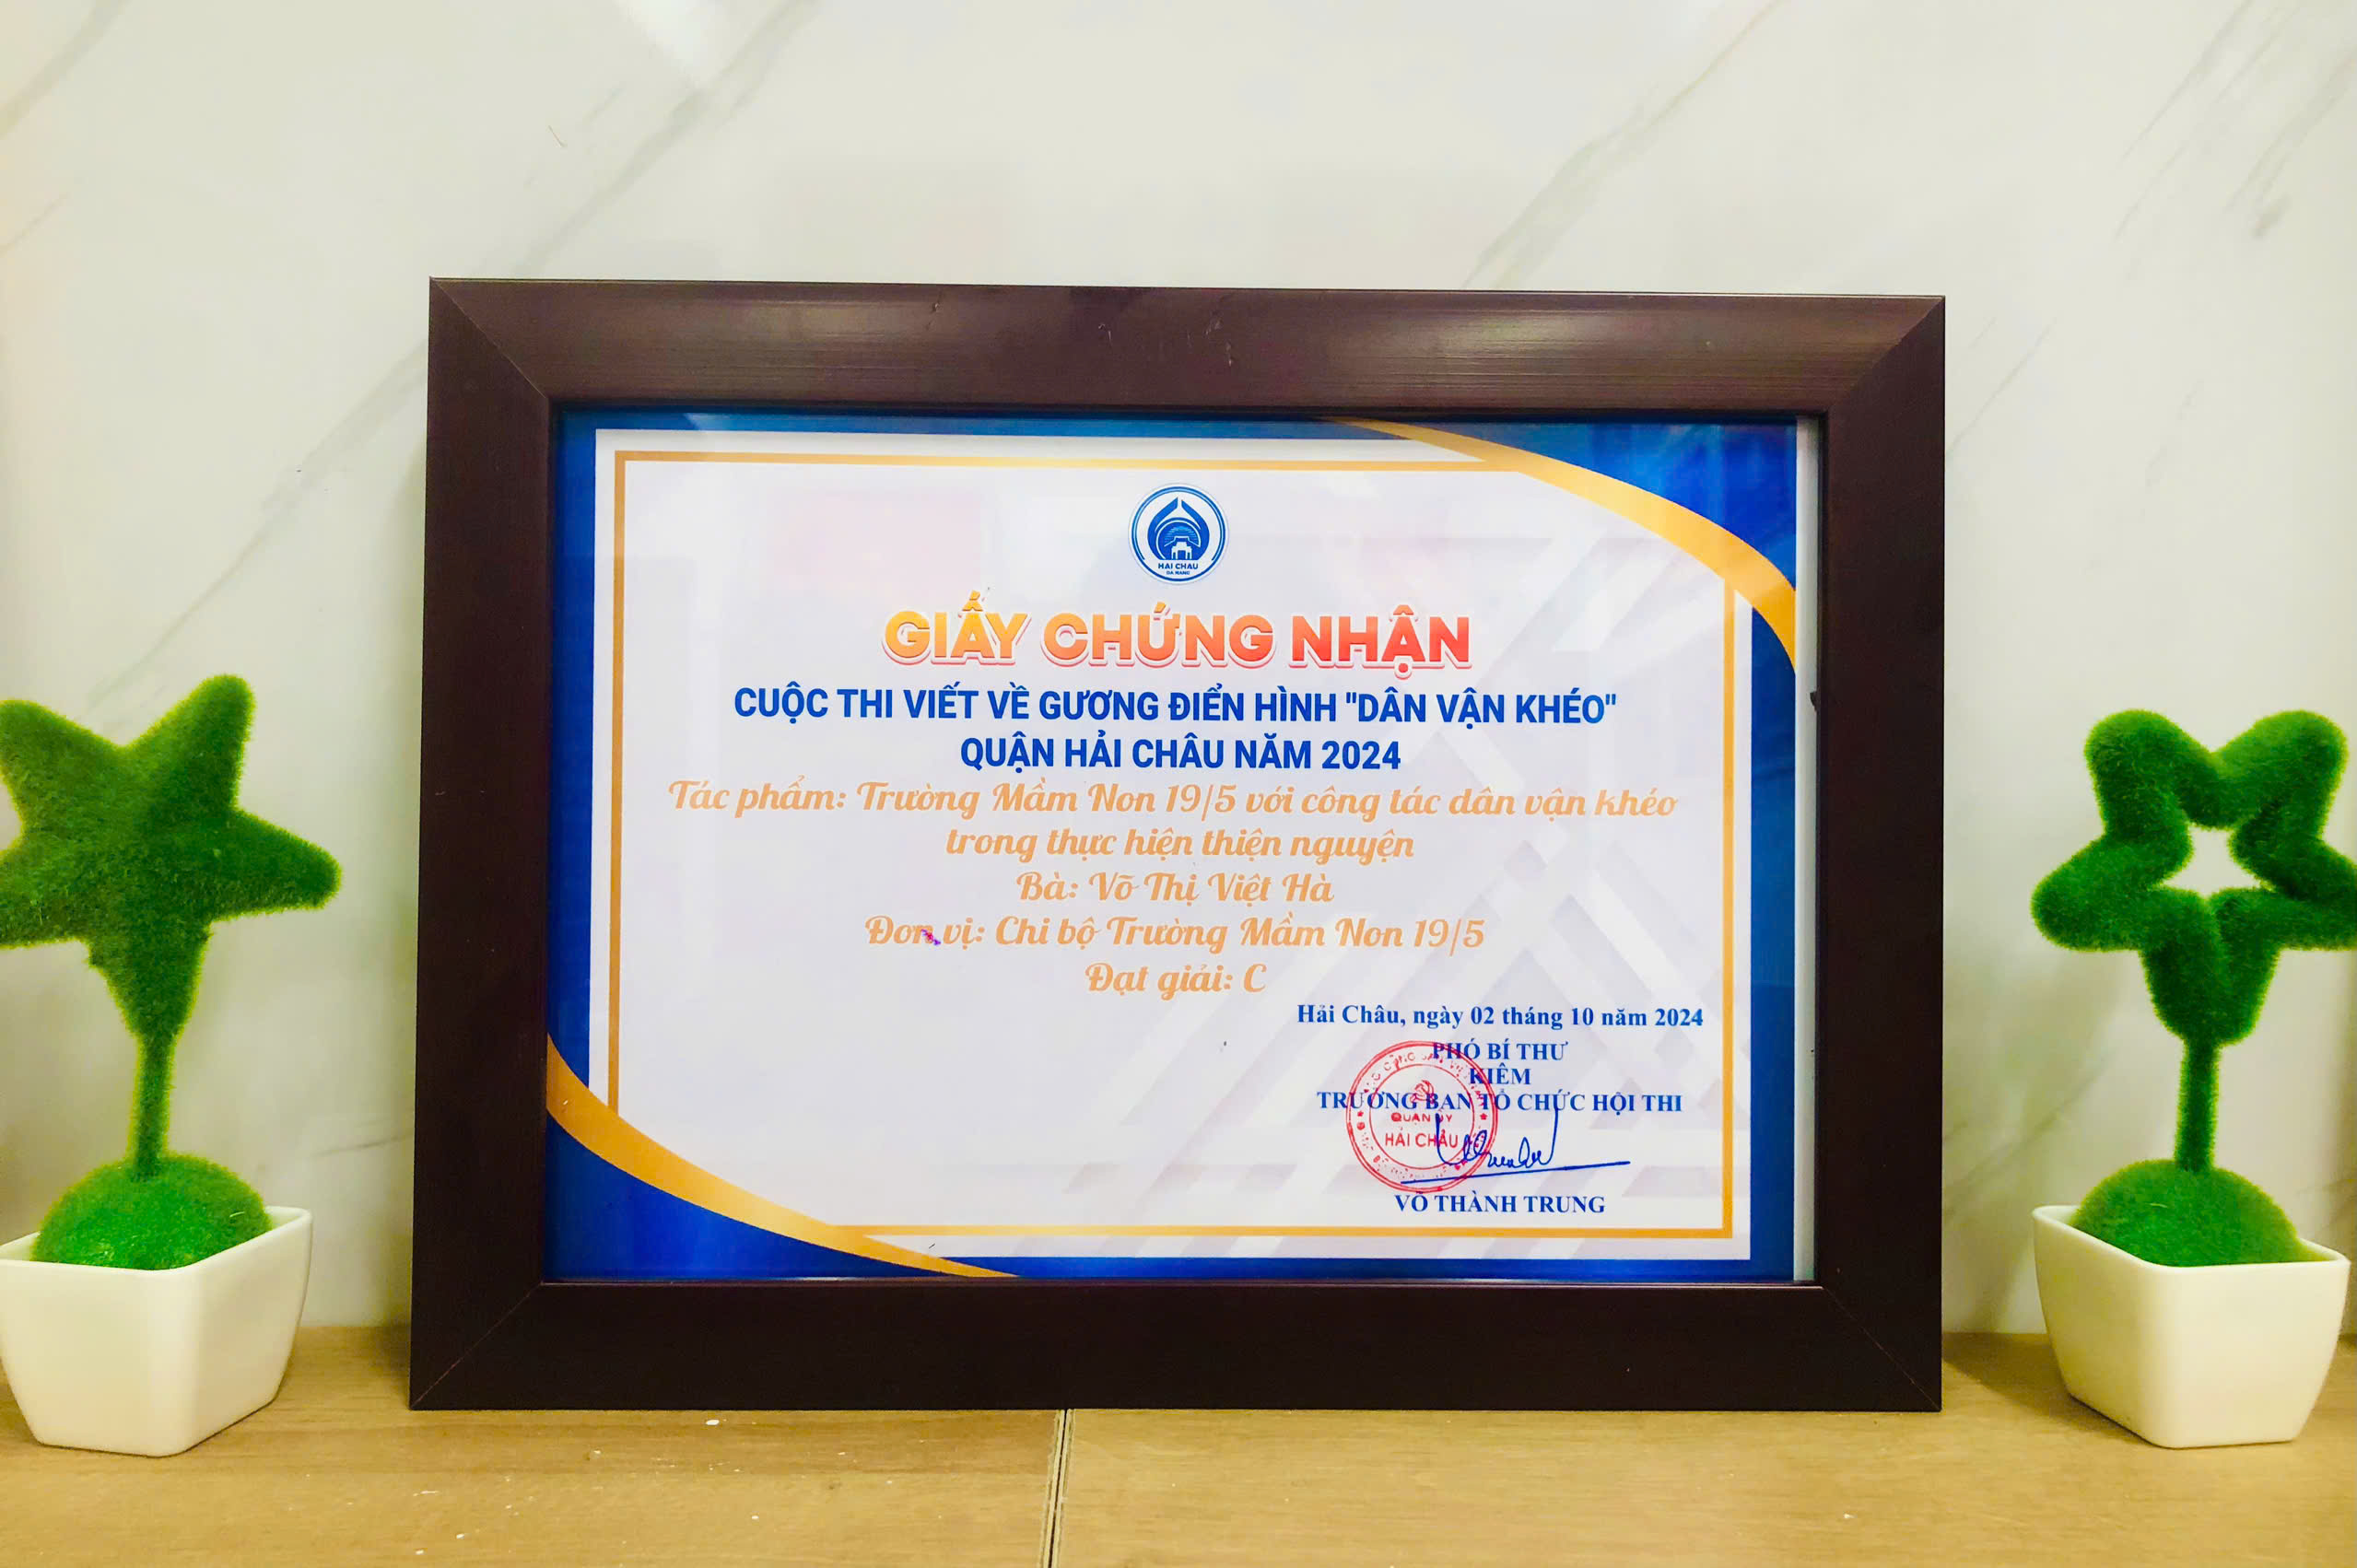 HAI CHAU
DA NANG
GIẤY CHỨNG NHẬN
CUỘC THI VIẾT VỀ GƯƠNG ĐIỂN HÌNH "DÂN VẬN KHÉO"
QUẬN HẢI CHÂU NĂM 2024
Tác phẩm: Trường Mầm Non 19/5 với công tác dân vận khéo
trong thực hiện thiện nguyện
Bà: Võ Thị Việt Hà
Đơn vị: Chi bộ Trường Mầm Non 19/5
Đạt giải: C
Hải Châu, ngày 02 tháng 10 năm 2024
PHÓ BÍ THƯ
KIÊM
TRƯỞNG BAN TỔ CHỨC HỘI THI
QUẬN ỦY
HẢI CHÂU
VÕ THÀNH TRUNG